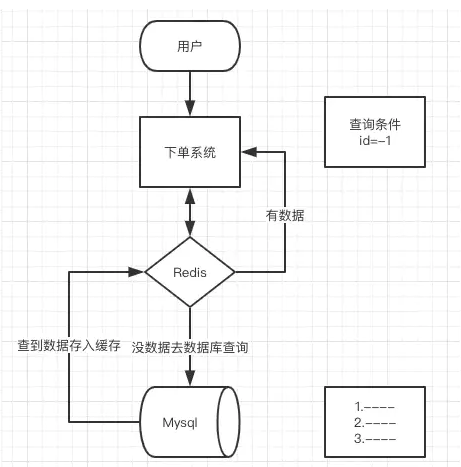 用户
下单系统
查询条件
id=-1
有数据
Redis
查到数据存入缓存
没数据去数据库查询
Mysql
1.----
2.----
3.----